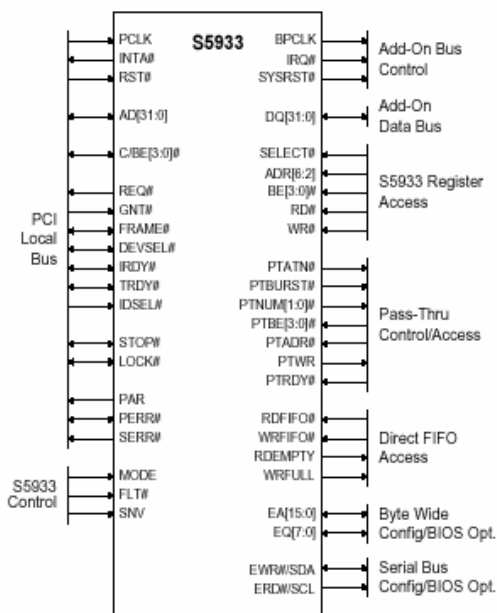 S5933
PCI
Local
Bus
PCLK
INTA#
RST#
AD[31:0]
C/BE[3:0]#
REQ#
GNT#
FRAME#
DEVSEL#
IRDY#
TRDY#
IDSEL#
STOP#
LOCK#
PAR
PERR#
SERR#
S5933
Control
MODE
FLT#
SNV
BPCLK
IRQ#
SYSRST#
Add-On Bus
Control
DQ[31:0]
Add-On
Data Bus
SELECT#
ADR[6:2]
BE[3:0]#
RD#
WR#
S5933 Register
Access
PTATN#
PTBURST#
PTNUM[1:0]#
PTBE[3:0]#
PTADR#
PTWR
PTRDY#
Pass-Thru
Control/Access
RDFIFO#
WRFIFO#
RDEMPTY
WRFULL
Direct FIFO
Access
EA[15:0]
EQ[7:0]
Byte Wide
Config/BIOS Opt.
EWR#/SDA
ERD#/SCL
Serial Bus
Config/BIOS Opt.